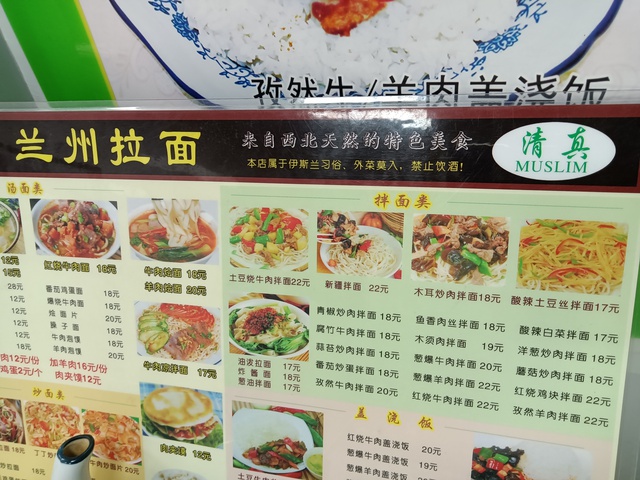 孜然牛/羊肉盖浇饭
兰州拉面
来自西北天然的特色美食
本店属于伊斯兰习俗、外菜莫入，禁止饮酒！
清真
MUSLIM
汤面类
12元
15元
红烧牛肉面 18元
牛肉拉面 18元
羊肉拉面 20元
28元
12元
28元
28元
番茄鸡蛋面 18元
爆烧牛肉面 18元
烩面片 20元
臊子面 18元
牛肉泡馍 18元
羊肉泡馍 20元
牛肉凉拌面 17元
肉12元/份
鸡蛋2元/个
加羊肉16元/份
肉夹馍12元
炒面类
18元
丁丁炒面 18元
牛肉炒面片 20元
18元
肉夹馍 12元
拌面类
土豆烧牛肉拌面22元
新疆拌面 22元
木耳炒肉拌面18元
酸辣土豆丝拌面17元
油泼拉面 17元
炸酱面 18元
葱油拌面 17元
青椒炒肉拌面 18元
腐竹牛肉拌面 18元
蒜苔炒肉拌面 18元
番茄炒蛋拌面 18元
孜然牛肉拌面 20元
鱼香肉丝拌面 18元
木须肉拌面 19元
葱爆牛肉拌面 20元
葱爆羊肉拌面 22元
红烧牛肉拌面 22元
酸辣白菜拌面 17元
洋葱炒肉拌面 18元
蘑菇炒肉拌面 18元
红烧鸡块拌面 22元
孜然羊肉拌面 22元
盖浇饭
红烧牛肉盖浇饭 20元
葱爆牛肉盖浇饭 19元
葱爆羊肉盖浇饭